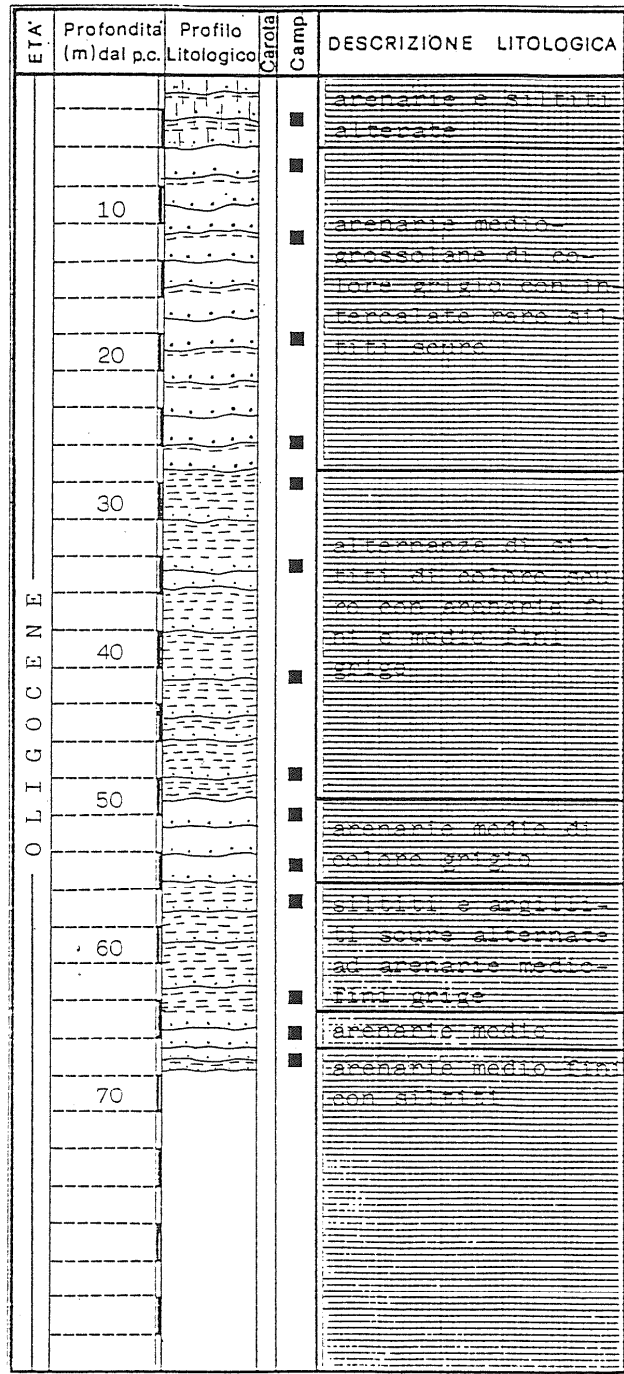 ETA'
Profondità
(m) dal p.c.
Profilo
Litologico
Carota
Camp.
DESCRIZIONE LITOLOGICA
OLIGOCENE
10
20
30
40
50
60
70
arenarie e siltiti
alterate
arenarie medio-
grossolane di co-
lore grigio con in-
tercalate rare sil-
titi scure
alternanze di sil-
titi di colore scu-
ro con arenarie fi-
ni e medio fini
grige
arenarie medie di
colore grigio
siltiti e argilli-
ti scure alternate
ad arenarie medio-
fini grige
arenarie medie
arenarie medio-fini
con siltiti